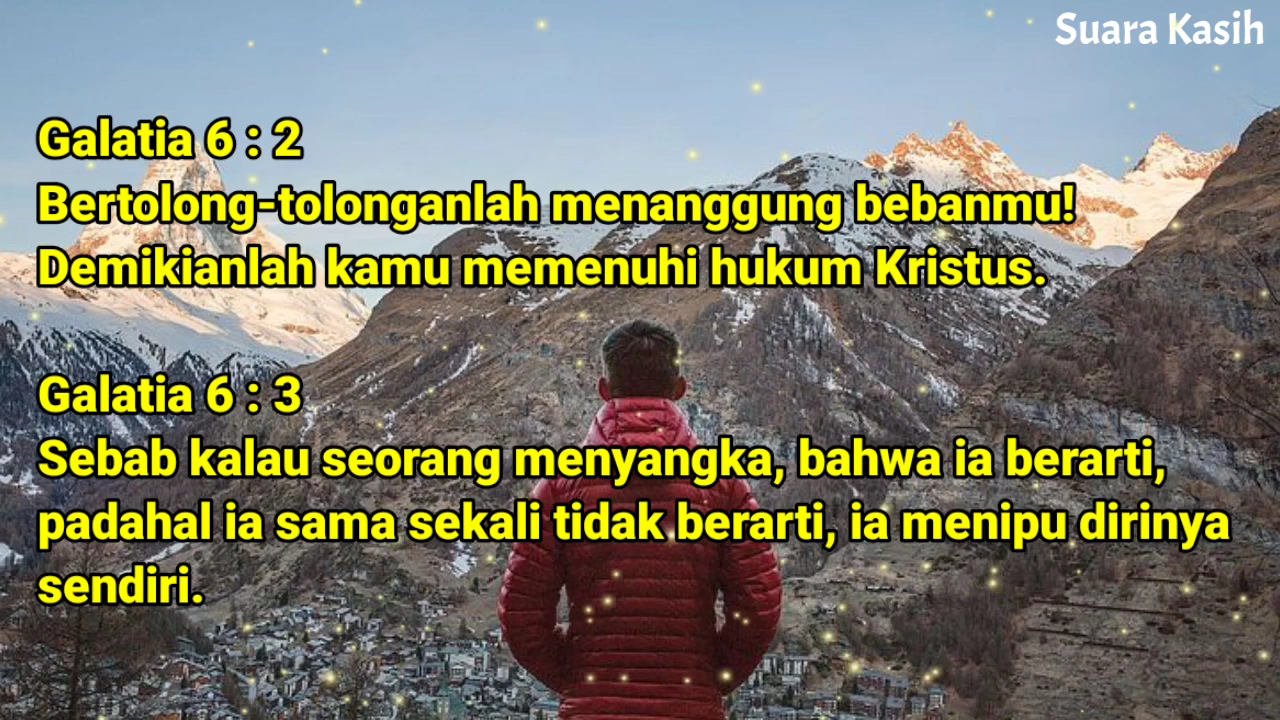 Suara Kasih
Galatia 6 : 2
Bertolong-tolonganlah menanggung bebanmu!
Demikianlah kamu memenuhi hukum Kristus.
Galatia 6 : 3
Sebab kalau seorang menyangka, bahwa ia berarti,
padahal ia sama sekali tidak berarti, ia menipu dirinya
sendiri.